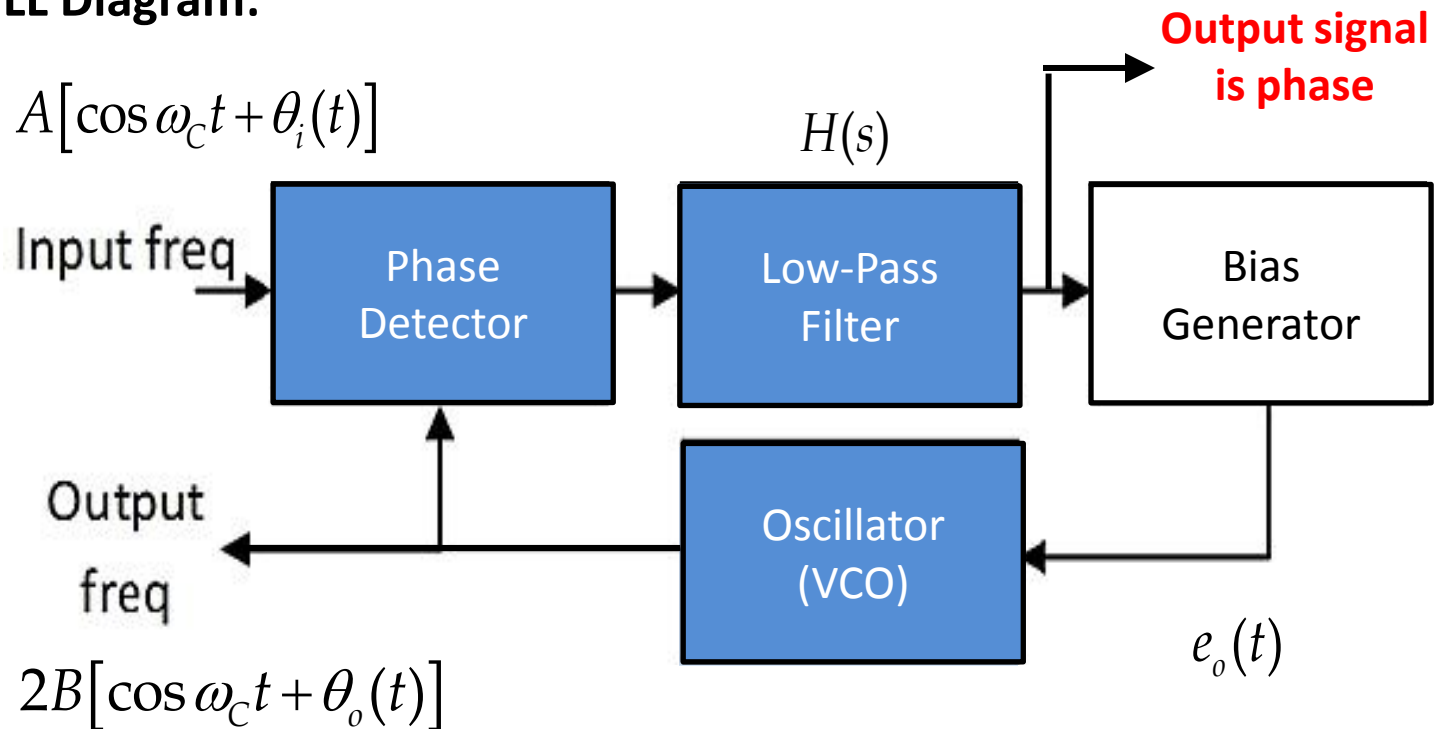 LL Diagram:
Output signal
is phase
A[cos ω_C t + θ_i(t)]
H(s)
Input freq
Phase
Detector
Low-Pass
Filter
Bias
Generator
Output
freq
Oscillator
(VCO)
e_o(t)
2B[cos ω_C t + θ_o(t)]